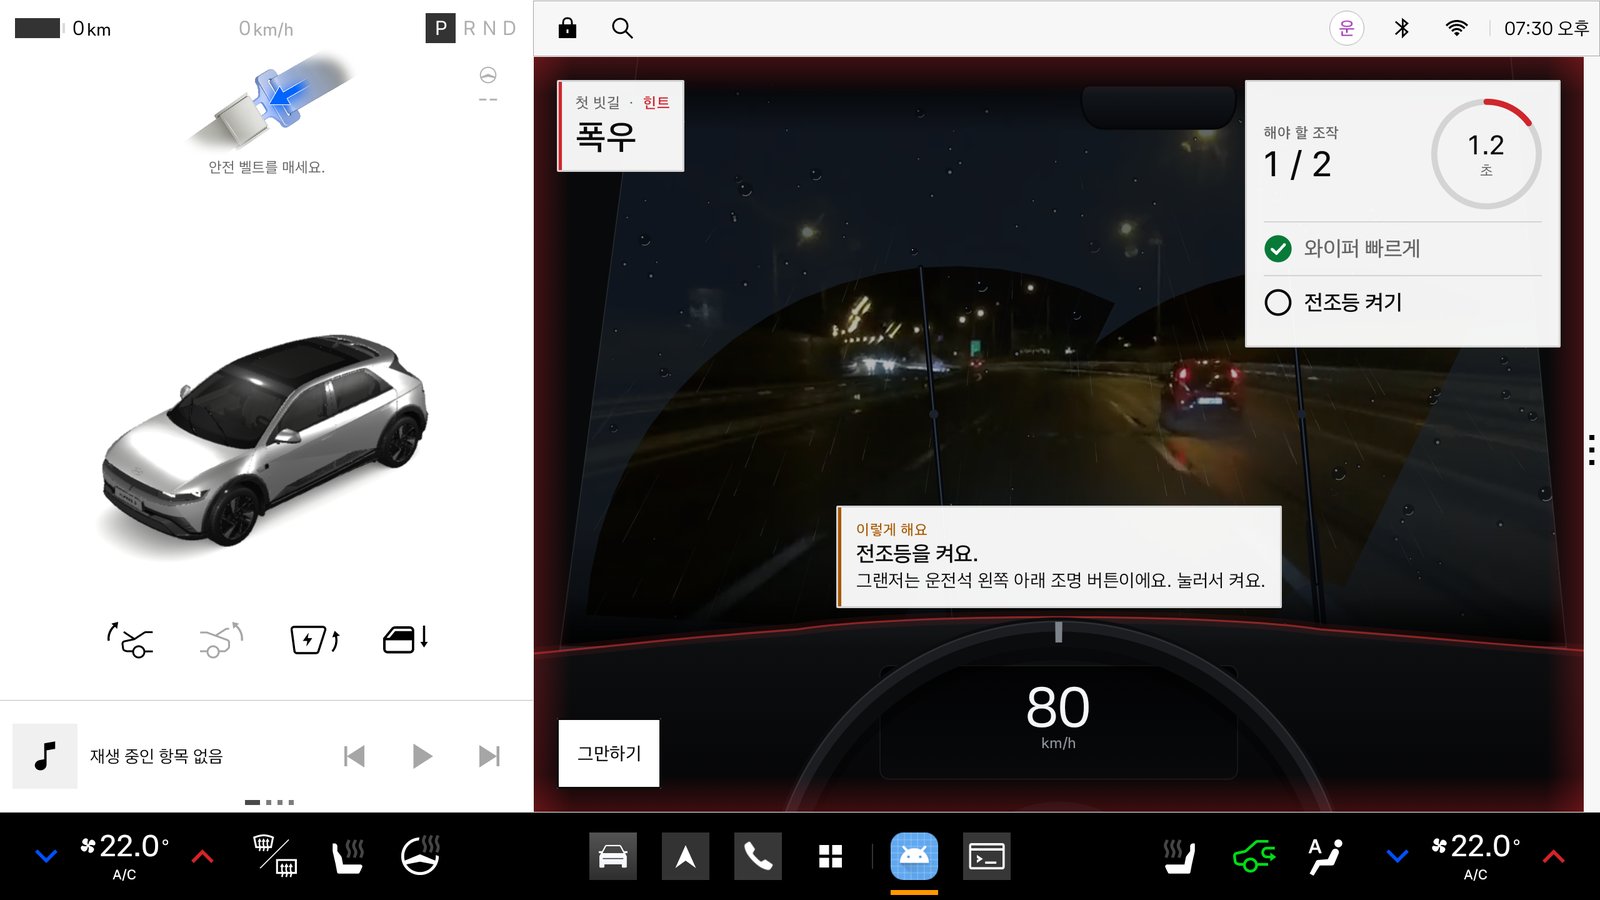 0 km
0 km/h
P R N D
--
안전 벨트를 매세요.
재생 중인 항목 없음
운
07:30 오후
첫 빗길 · 힌트
폭우
해야 할 조작
1 / 2
1.2
초
와이퍼 빠르게
전조등 켜기
이렇게 해요
전조등을 켜요.
그랜저는 운전석 왼쪽 아래 조명 버튼이에요. 눌러서 켜요.
80
km/h
그만하기
22.0°
A/C
A
22.0°
A/C